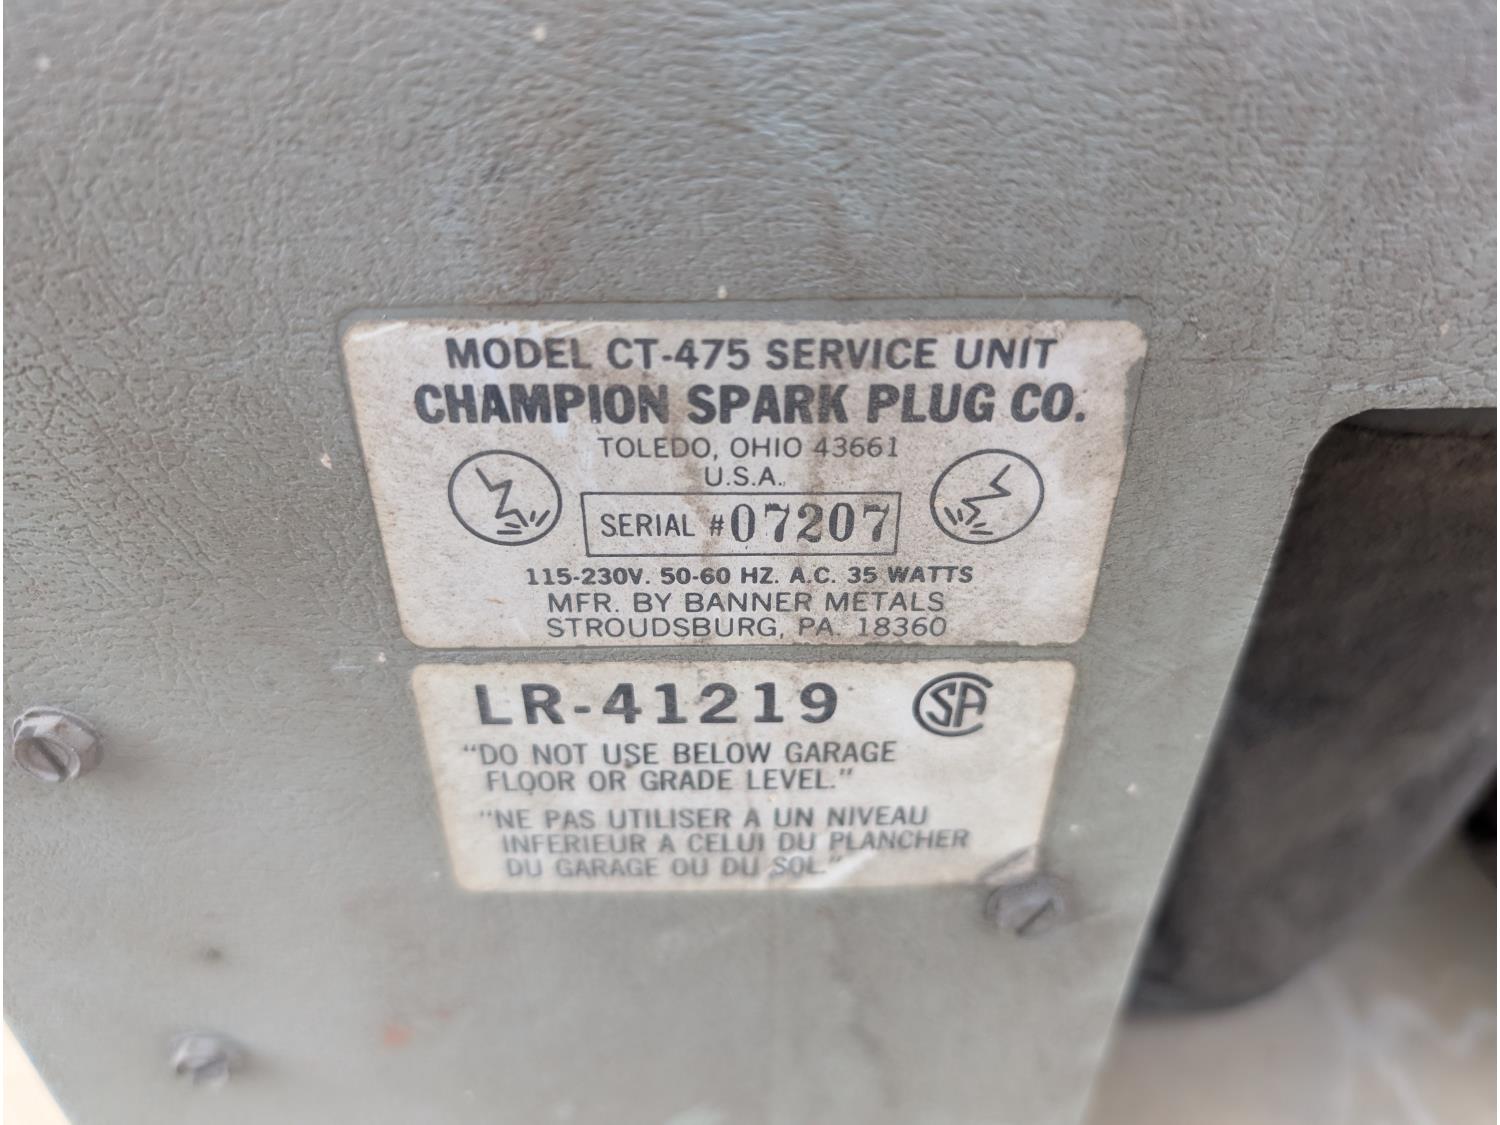 MODEL CT-475 SERVICE UNIT
CHAMPION SPARK PLUG CO.
TOLEDO, OHIO 43661
U.S.A.
SERIAL #07207
115-230V. 50-60 HZ. A.C. 35 WATTS
MFR. BY BANNER METALS
STROUDSBURG, PA. 18360
LR-41219 CSA
"DO NOT USE BELOW GARAGE
FLOOR OR GRADE LEVEL."
"NE PAS UTILISER A UN NIVEAU
INFERIEUR A CELUI DU PLANCHER
DU GARAGE OU DU SOL."